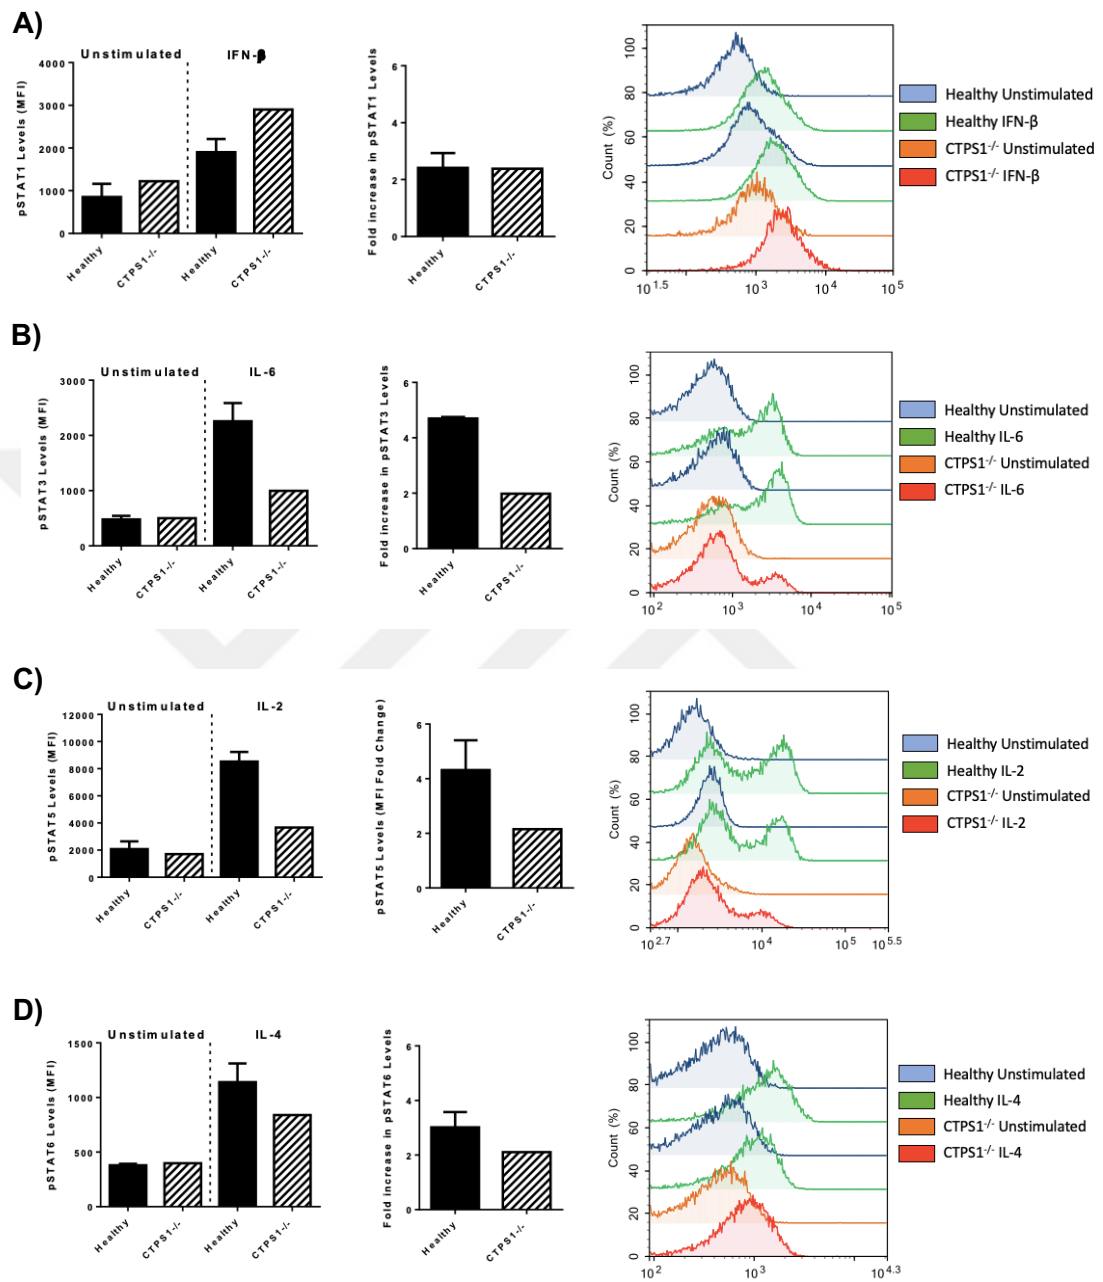 A)
Unstimulated IFN-β
pSTAT1 Levels (MFI)
4000
3000
2000
1000
0
Healthy
CTPS1-/-
Healthy
CTPS1-/-
Fold increase in pSTAT1 Levels
6
4
2
0
Healthy
CTPS1-/-
Count (%)
100
80
60
40
20
0
10^1.5 10^3 10^4 10^5
Healthy Unstimulated
Healthy IFN-β
CTPS1-/- Unstimulated
CTPS1-/- IFN-β
B)
Unstimulated IL-6
pSTAT3 Levels (MFI)
3000
2000
1000
0
Healthy
CTPS1-/-
Healthy
CTPS1-/-
Fold increase in pSTAT3 Levels
6
4
2
0
Healthy
CTPS1-/-
Count (%)
100
80
60
40
20
0
10^2 10^3 10^4 10^5
Healthy Unstimulated
Healthy IL-6
CTPS1-/- Unstimulated
CTPS1-/- IL-6
C)
Unstimulated IL-2
pSTAT5 Levels (MFI)
12000
10000
8000
6000
4000
2000
0
Healthy
CTPS1-/-
Healthy
CTPS1-/-
pSTAT5 Levels (MFI Fold Change)
6
4
2
0
Healthy
CTPS1-/-
Count (%)
100
80
60
40
20
0
10^2.7 10^4 10^5 10^5.5
Healthy Unstimulated
Healthy IL-2
CTPS1-/- Unstimulated
CTPS1-/- IL-2
D)
Unstimulated IL-4
pSTAT6 Levels (MFI)
1500
1000
500
0
Healthy
CTPS1-/-
Healthy
CTPS1-/-
Fold increase in pSTAT6 Levels
6
4
2
0
Healthy
CTPS1-/-
Count (%)
100
80
60
40
20
0
10^2 10^3 10^4.3
Healthy Unstimulated
Healthy IL-4
CTPS1-/- Unstimulated
CTPS1-/- IL-4